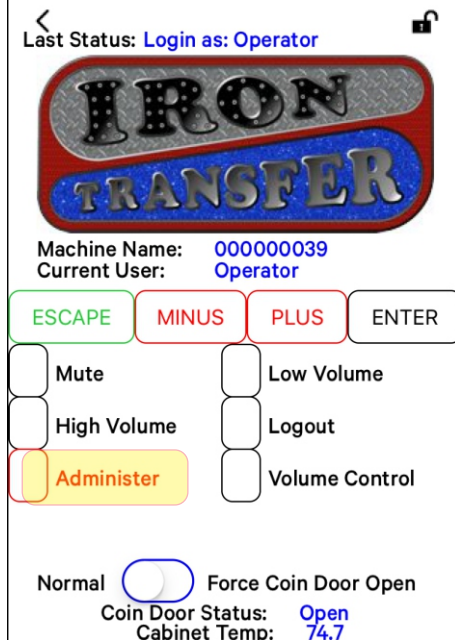 Last Status: Login as: Operator
IRON
TRANSFER
Machine Name: 000000039
Current User: Operator
ESCAPE MINUS PLUS ENTER
Mute Low Volume
High Volume Logout
Administer Volume Control
Normal Force Coin Door Open
Coin Door Status: Open
Cabinet Temp: 74.7